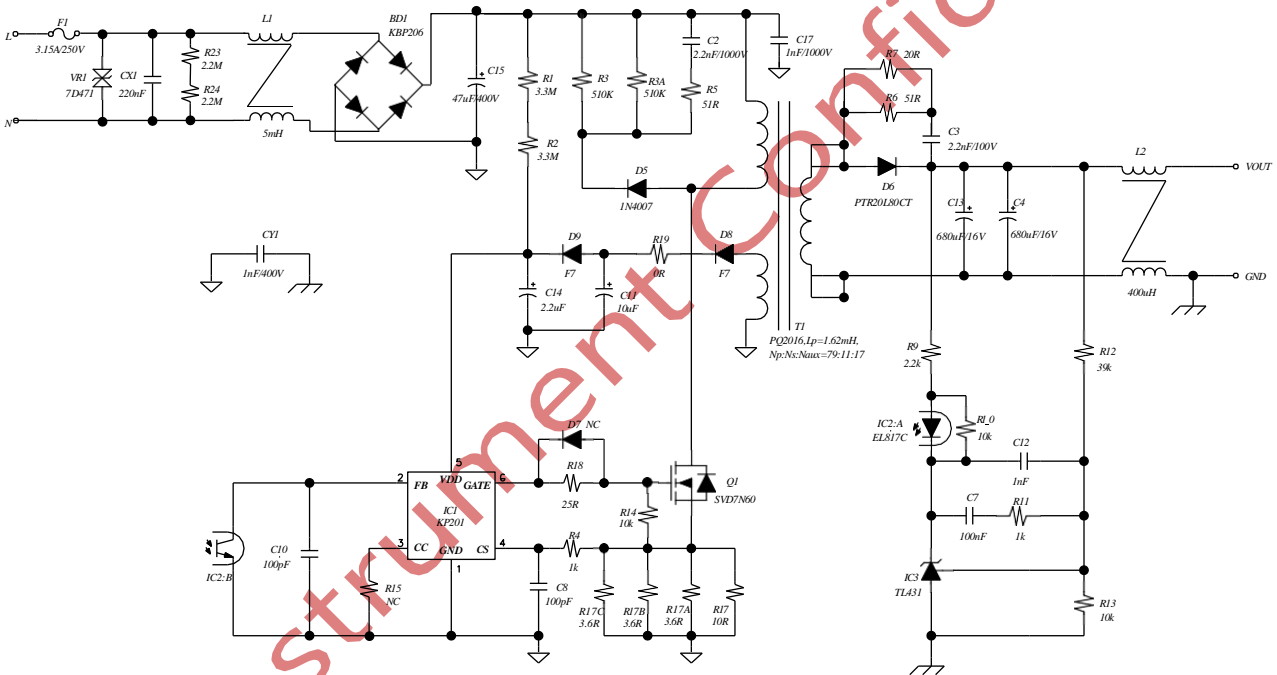 L
F1
3.15A/250V
VR1
7D471
CX1
220nF
R23
2.2M
R24
2.2M
L1
5mH
BD1
KBP206
C15
47uF/400V
R1
3.3M
R2
3.3M
R3
510K
R3A
510K
C2
2.2nF/1000V
R5
51R
C17
1nF/1000V
N
D5
1N4007
R7 20R
R6 51R
C3
2.2nF/100V
D6
PTR20L80CT
C13
680uF/16V
C4
680uF/16V
L2
400uH
VOUT
GND
CY1
1nF/400V
D9
F7
C14
2.2uF
C11
10uF
R19
0R
D8
F7
T1
PQ2016,Lp=1.62mH,
Np:Ns:Naux=79:11:17
R9
2.2k
R12
39k
IC2:A
EL817C
RI_0
10k
C12
1nF
C7
100nF
R11
1k
IC3
TL431
R13
10k
D7 NC
R18
25R
5
2
6
FB
VDD
GATE
IC1
KP201
3
CC
GND
CS
4
1
Q1
SVD7N60
R14
10k
R4
1k
C8
100pF
R17C
3.6R
R17B
3.6R
R17A
3.6R
R17
10R
IC2:B
C10
100pF
R15
NC
strument Confic